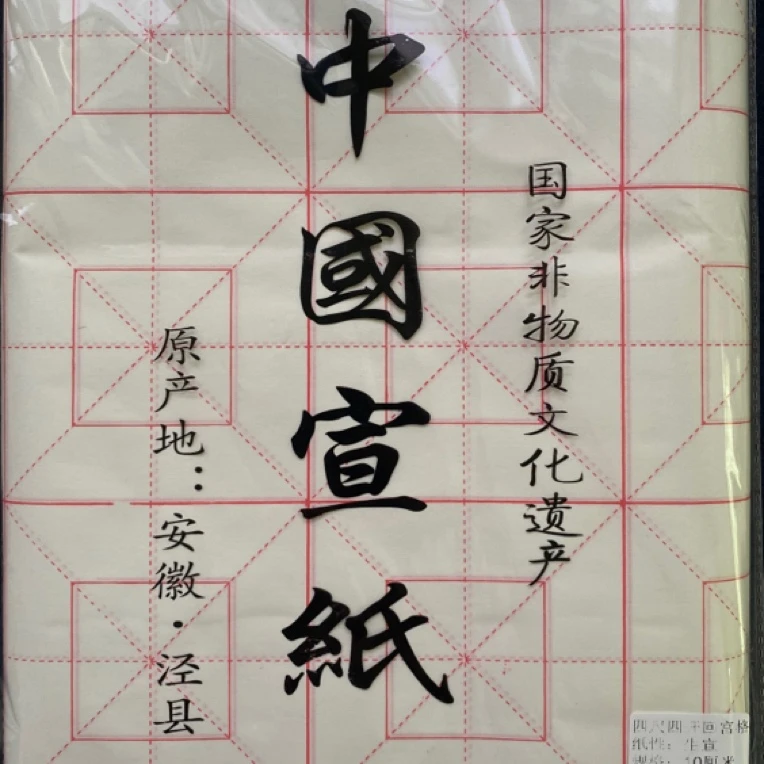 国家非物质文化遗产
中國宣紙
原产地：安徽·泾县
纸性：生宣